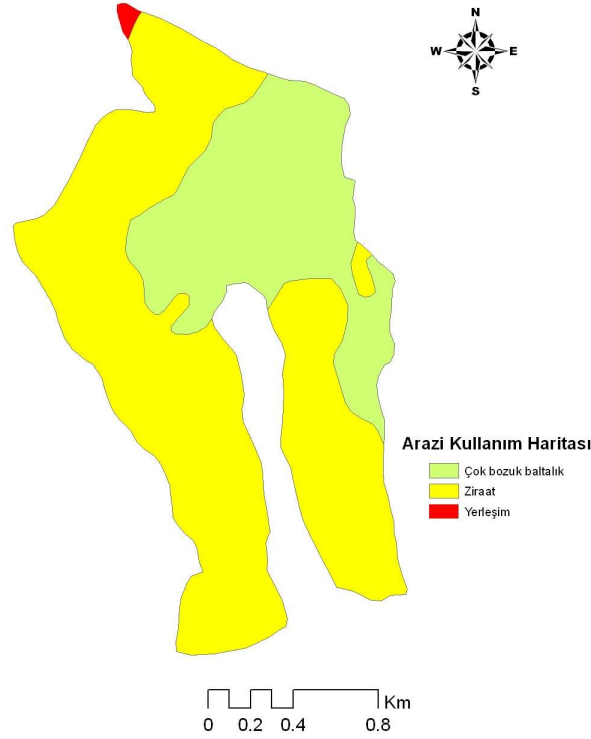 N
W E
S
Arazi Kullanım Haritası
Çok bozuk baltalık
Ziraat
Yerleşim
Km
0 0.2 0.4 0.8